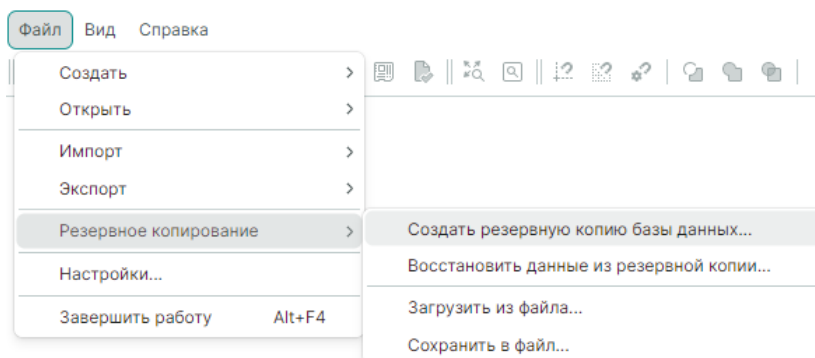 Файл Вид Справка
Создать
Открыть
Импорт
Экспорт
Резервное копирование
Настройки...
Завершить работу Alt+F4
Создать резервную копию базы данных...
Восстановить данные из резервной копии...
Загрузить из файла...
Сохранить в файл...